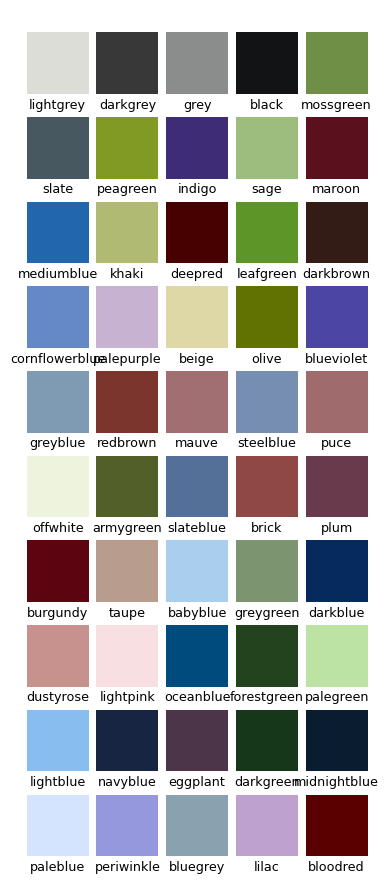 lightgrey darkgrey grey black mossgreen
slate peagreen indigo sage maroon
mediumblue khaki deepred leafgreen darkbrown
cornflowerblue palepurple beige olive blueviolet
greyblue redbrown mauve steelblue puce
offwhite armygreen slateblue brick plum
burgundy taupe babyblue greygreen darkblue
dustyrose lightpink oceanblue forestgreen palegreen
lightblue navyblue eggplant darkgreen midnightblue
paleblue periwinkle bluegrey lilac bloodred